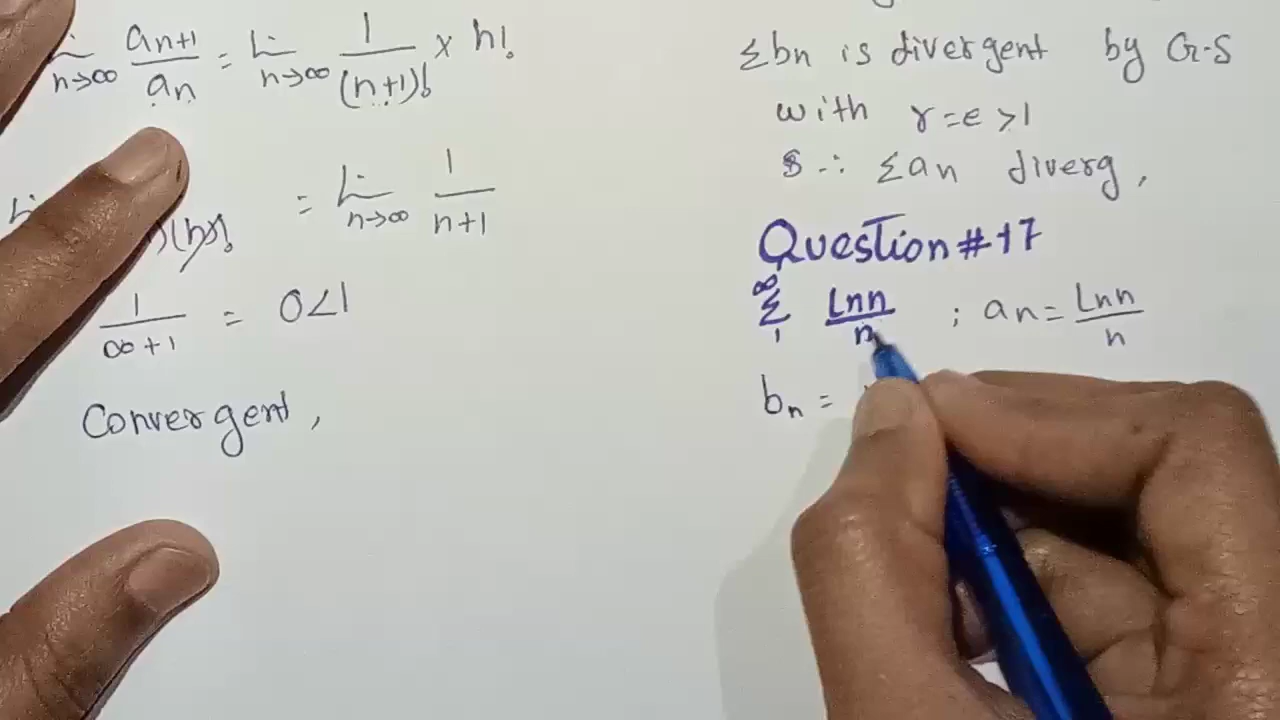 lim n→∞ an+1/an = lim n→∞ 1/(n+1)! × n!
= lim n→∞ 1/n+1
1/∞+1 = 0<1
Convergent,
Σbn is divergent by G-S
with r=e>1
∴ Σan diverg,
Question#17
∞ Σ 1 Lnn/n ; an = Lnn/n
bn =